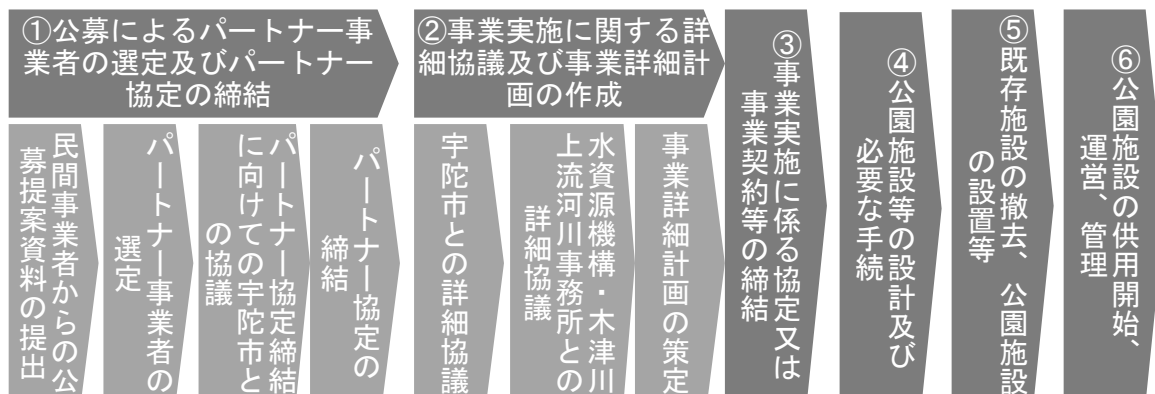 ①公募によるパートナー事
業者の選定及びパートナー
協定の締結
民間事業者からの公
募提案資料の提出
パートナー事業者の
選定
パートナー協定締結
に向けての宇陀市と
の協議
パートナー協定の
締結
②事業実施に関する詳
細協議及び事業詳細計
画の作成
宇陀市との詳細協議
水資源機構・木津川
上流河川事務所との
詳細協議
事業詳細計画の策定
③事業実施に係る協定又は
事業契約等の締結
④公園施設等の設計及び
必要な手続
⑤既存施設の撤去、公園施設
の設置等
⑥公園施設の供用開始、
運営、管理